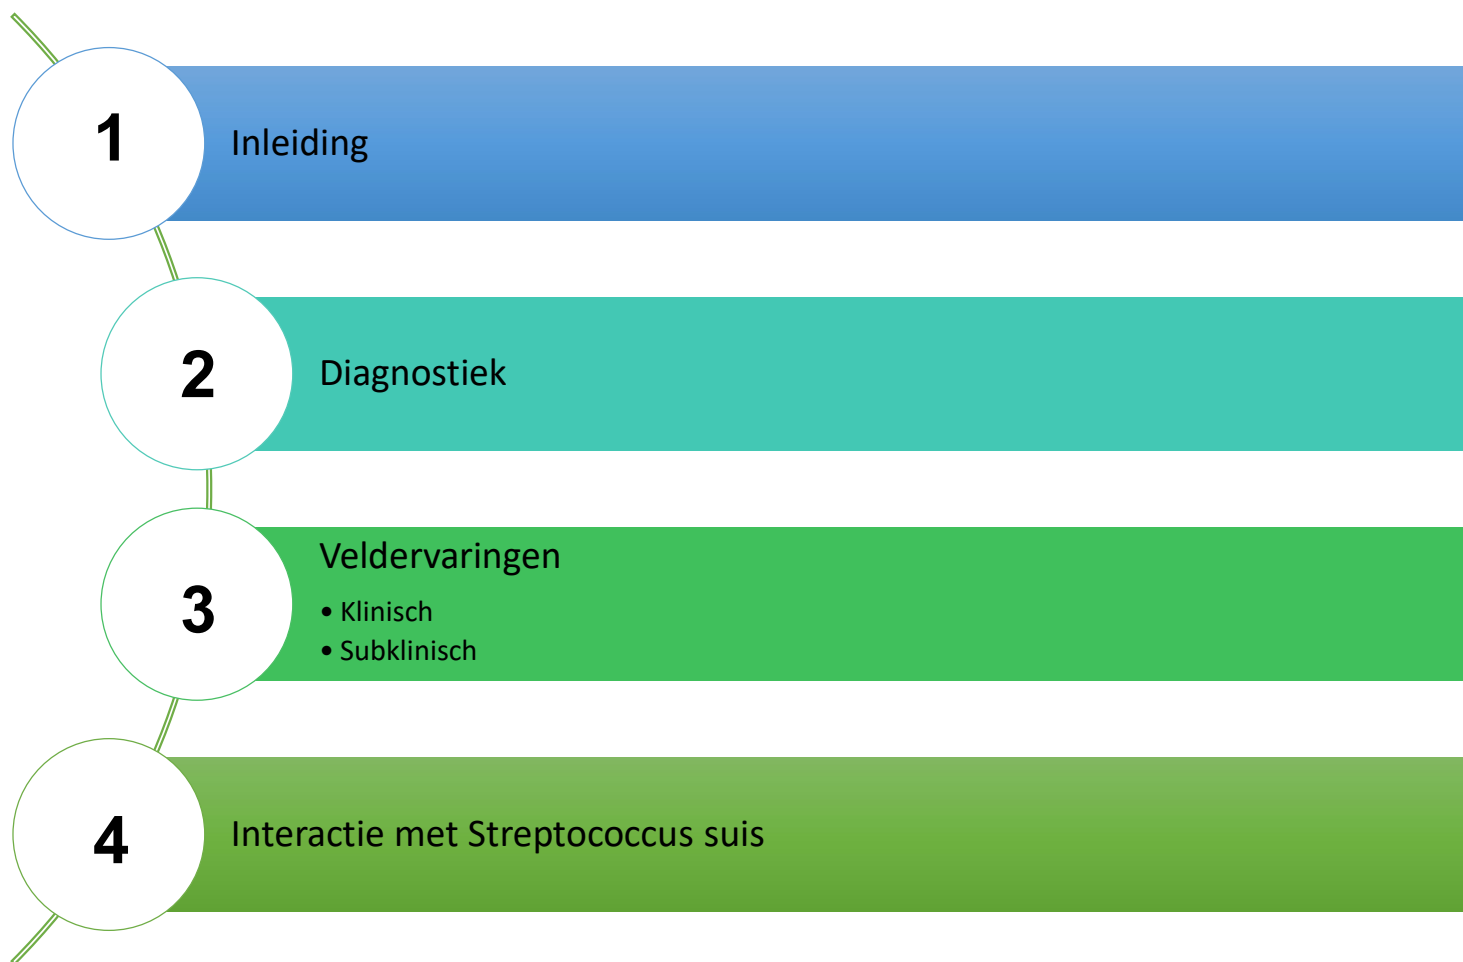 1
Inleiding
2
Diagnostiek
3
Veldervaringen
• Klinisch
• Subklinisch
4
Interactie met Streptococcus suis